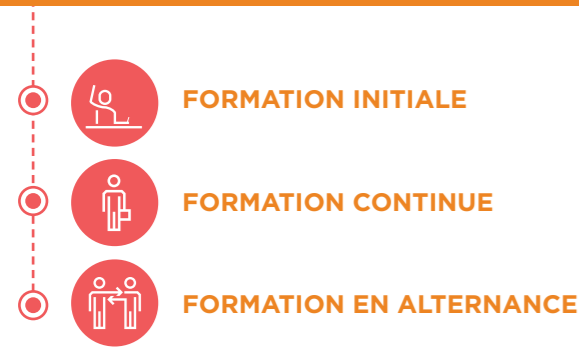 FORMATION INITIALE
FORMATION CONTINUE
FORMATION EN ALTERNANCE